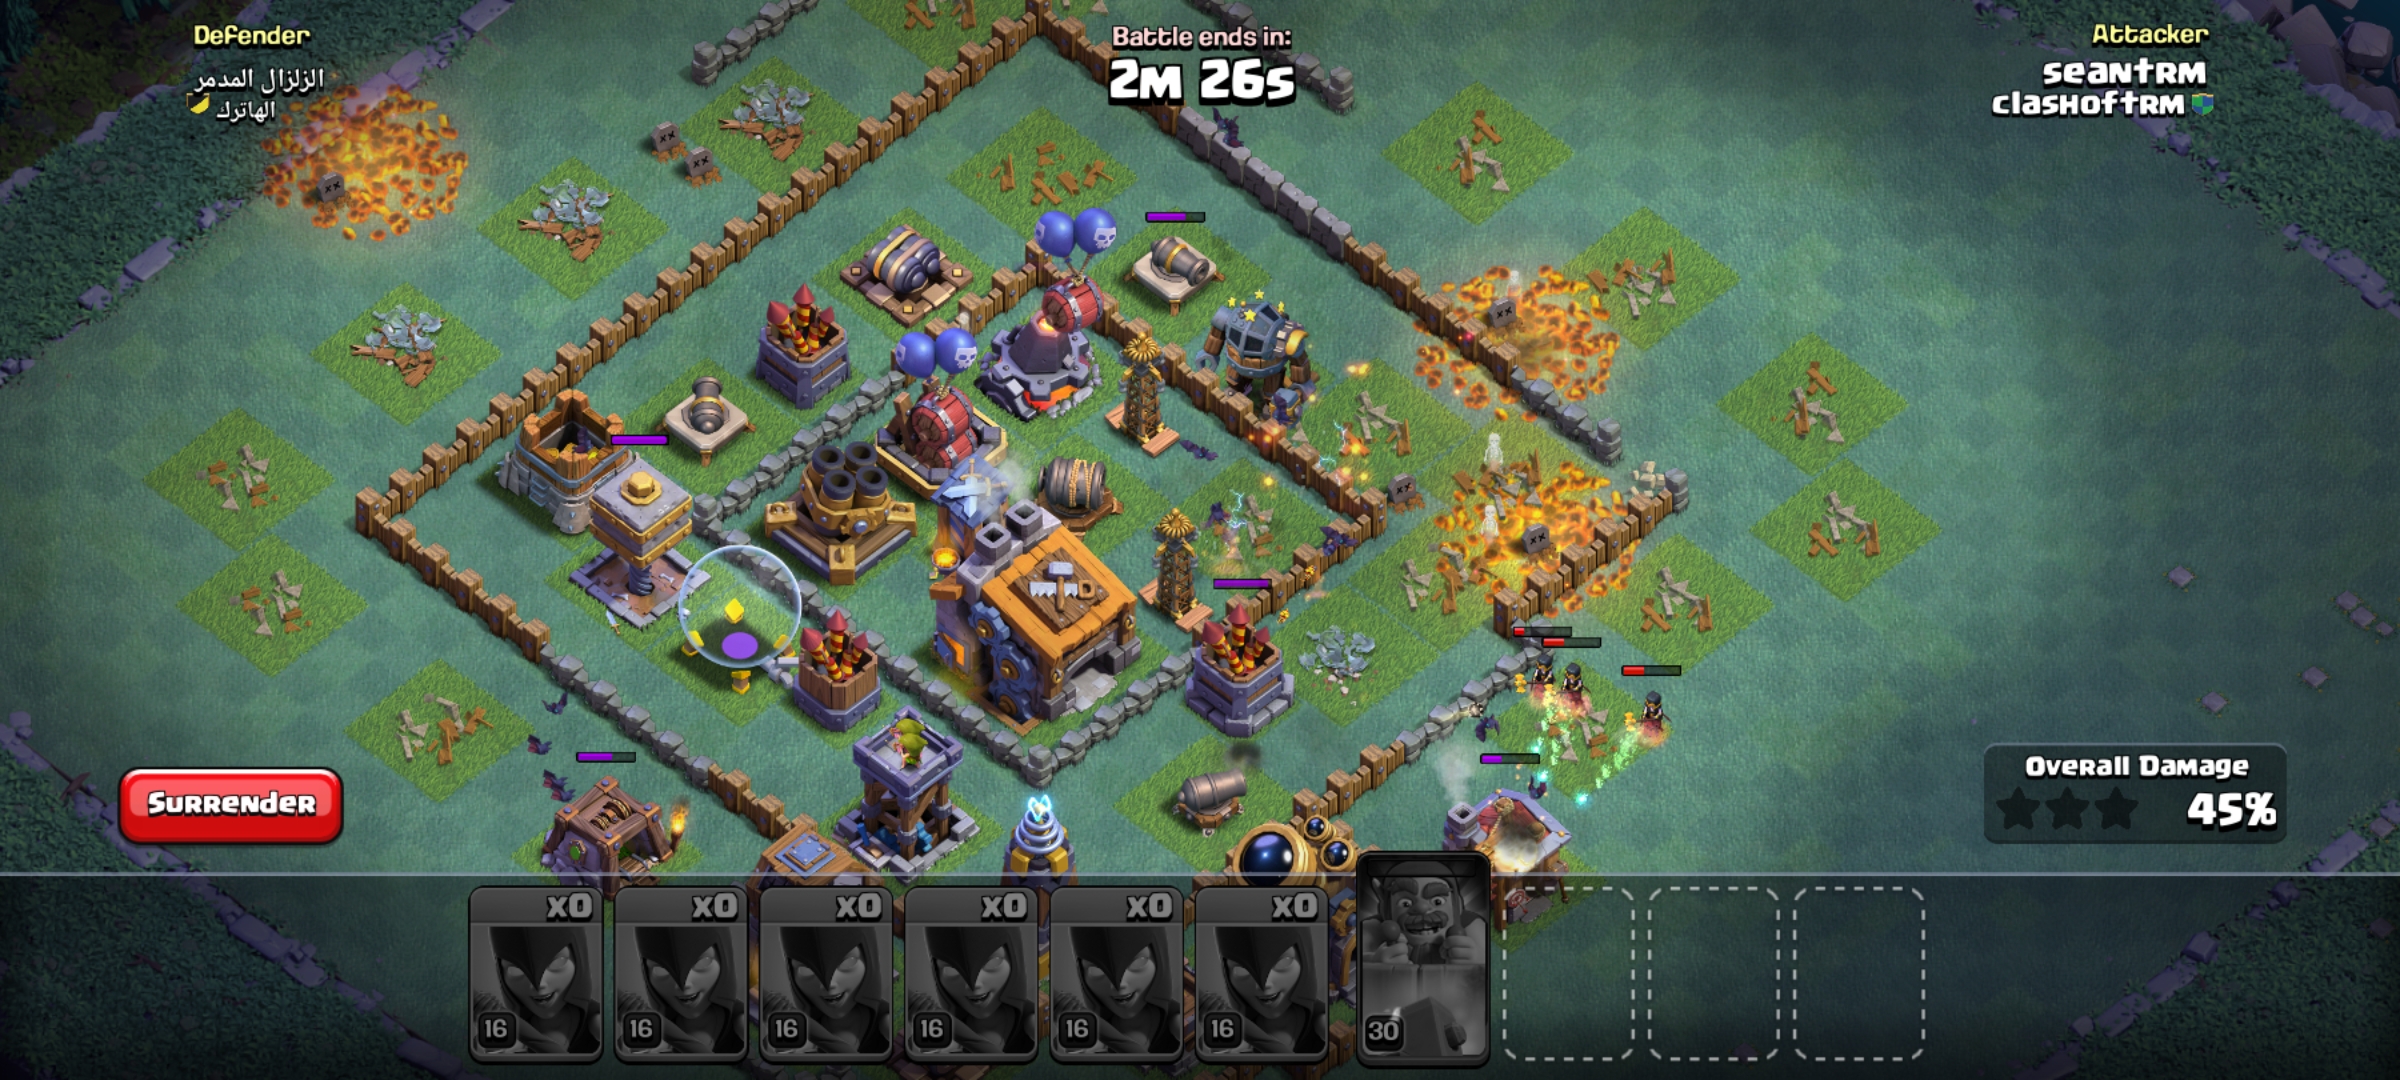 Defender
الزلزال المدمر
الهاترك
Battle ends in:
2M 26s
Attacker
seantRM
clashoftRM
Surrender
Overall Damage
45%
x0
x0
x0
x0
x0
x0
16
16
16
16
16
16
30